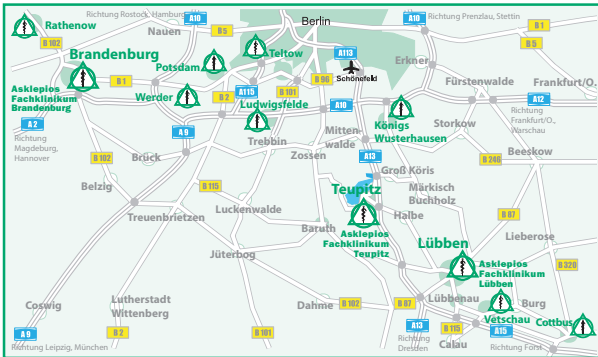 Richtung Rostock, Hamburg
A10
Berlin
A10
Richtung Prenzlau, Stettin
Rathenow
B 102
Nauen
B 5
B 1
B 5
Brandenburg
Potsdam
Teltow
A113
Schönefeld
Erkner
Asklepios
Fachklinikum
Brandenburg
B 1
Werder
A115
B 2
B 101
B 96
Ludwigsfelde
A10
Fürstenwalde
Frankfurt/O.
A12
A 2
Richtung
Magdeburg,
Hannover
A 9
Trebbin
Mitten
walde
Königs
Wusterhausen
Storkow
Richtung
Frankfurt/O.,
Warschau
B 102
Brück
Zossen
A13
B 246
Beeskow
Belzig
B 115
Teupitz
Groß Köris
Märkisch
Buchholz
Treuenbrietzen
Luckenwalde
Halbe
B 87
Baruth
Asklepios
Fachklinikum
Teupitz
Lübben
Lieberose
Jüterbog
Asklepios
Fachklinikum
Lübben
B 320
Coswig
Lutherstadt
Wittenberg
Dahme
B 102
B 87
Lübbenau
Burg
Vetschau
Cottbus
A 9
B 2
B 101
A13
B 115
A15
Richtung Leipzig, München
Richtung
Dresden
Calau
Richtung Forst